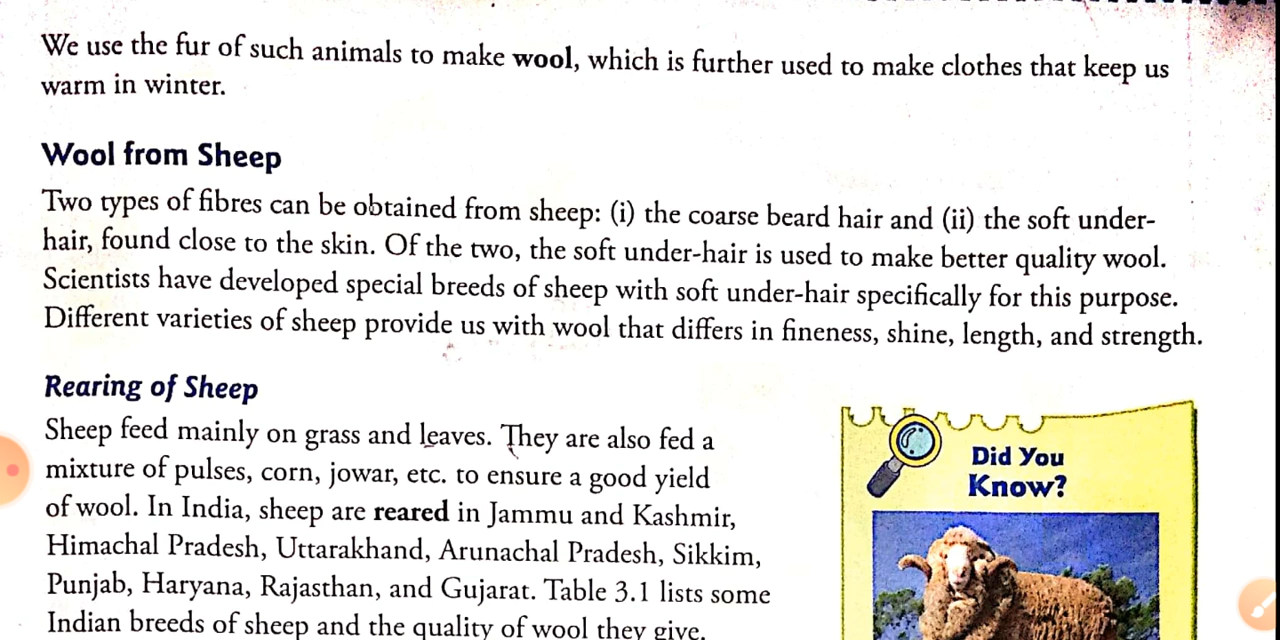 We use the fur of such animals to make wool, which is further used to make clothes that keep us
warm in winter.
Wool from Sheep
Two types of fibres can be obtained from sheep: (i) the coarse beard hair and (ii) the soft under-
hair, found close to the skin. Of the two, the soft under-hair is used to make better quality wool.
Scientists have developed special breeds of sheep with soft under-hair specifically for this purpose.
Different varieties of sheep provide us with wool that differs in fineness, shine, length, and strength.
Rearing of Sheep
Sheep feed mainly on grass and leaves. They are also fed a
mixture of pulses, corn, jowar, etc. to ensure a good yield
of wool. In India, sheep are reared in Jammu and Kashmir,
Himachal Pradesh, Uttarakhand, Arunachal Pradesh, Sikkim,
Punjab, Haryana, Rajasthan, and Gujarat. Table 3.1 lists some
Indian breeds of sheep and the quality of wool they give.
Did You
Know?